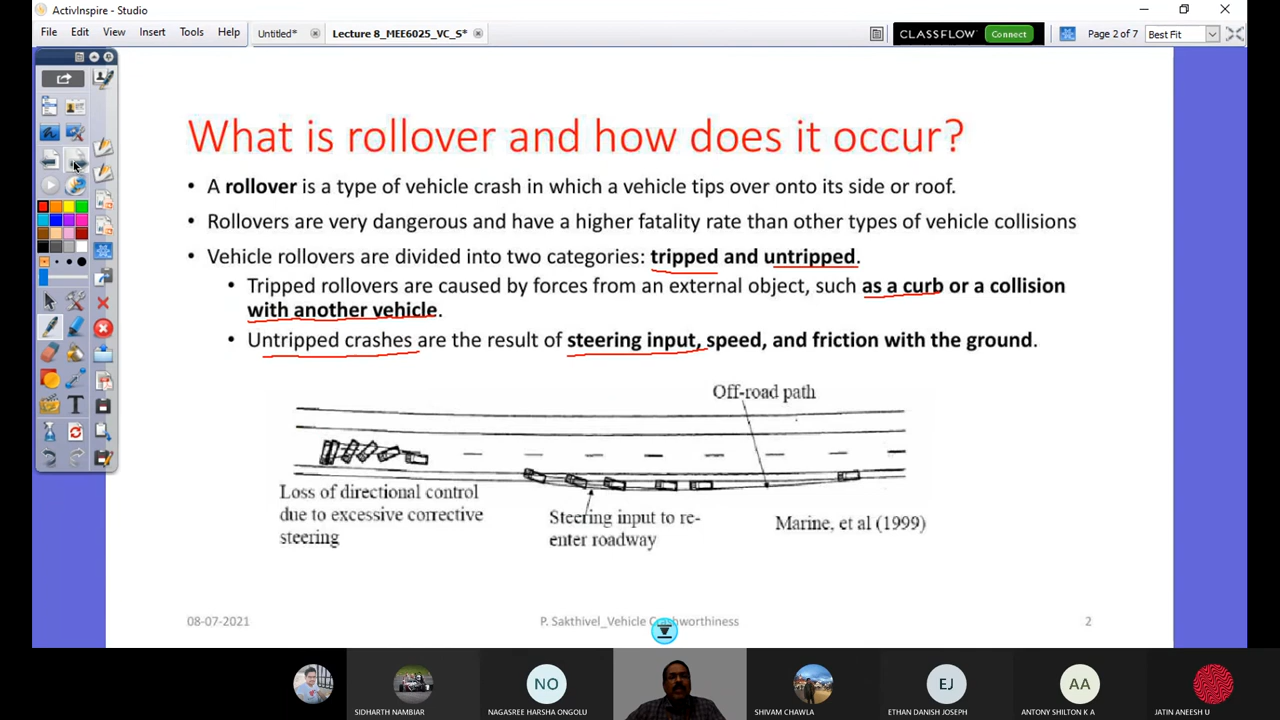 ActivInspire - Studio
File Edit View Insert Tools Help
Untitled*
Lecture 8_MEE6025_VC_S*
CLASSFLOW Connect
Page 2 of 7
Best Fit
What is rollover and how does it occur?
• A rollover is a type of vehicle crash in which a vehicle tips over onto its side or roof.
• Rollovers are very dangerous and have a higher fatality rate than other types of vehicle collisions
• Vehicle rollovers are divided into two categories: tripped and untripped.
• Tripped rollovers are caused by forces from an external object, such as a curb or a collision
with another vehicle.
• Untripped crashes are the result of steering input, speed, and friction with the ground.
Off-road path
Loss of directional control
due to excessive corrective
steering
Steering input to re-
enter roadway
Marine, et al (1999)
08-07-2021
P. Sakthivel_Vehicle Crashworthiness
2
NO
EJ
AA
SIDHARTH NAMBIAR
NAGASREE HARSHA ONGOLU
SHIVAM CHAWLA
ETHAN DANISH JOSEPH
ANTONY SHILTON K A
JATIN ANEESH U